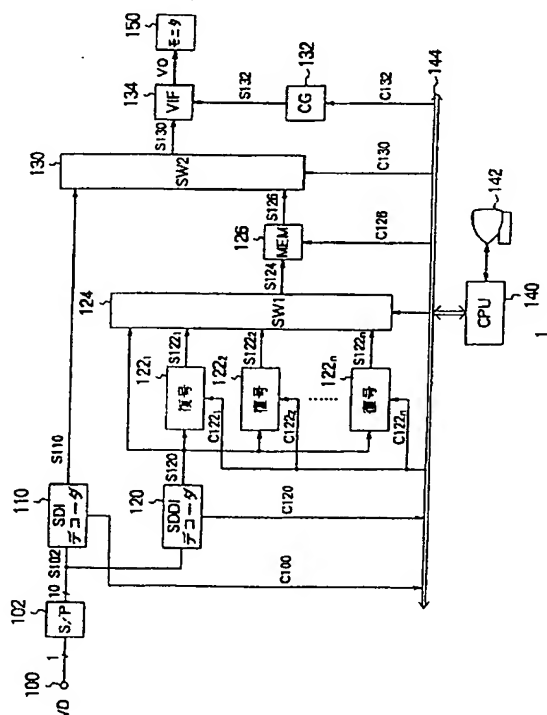 VD
100
1
102
S/P
10
S102
110
SDI
デコーダ
S110
120
SDDI
デコーダ
S120
C100
C120
122₁
復号
S122₁
C122₁
122₂
復号
S122₂
C122₂
122ₙ
復号
S122ₙ
C122ₙ
124
SW1
S124
126
MEM
S126
C126
130
SW2
S130
C130
134
VIF
VO
150
モニタ
132
CG
S132
C132
144
142
140
CPU
1